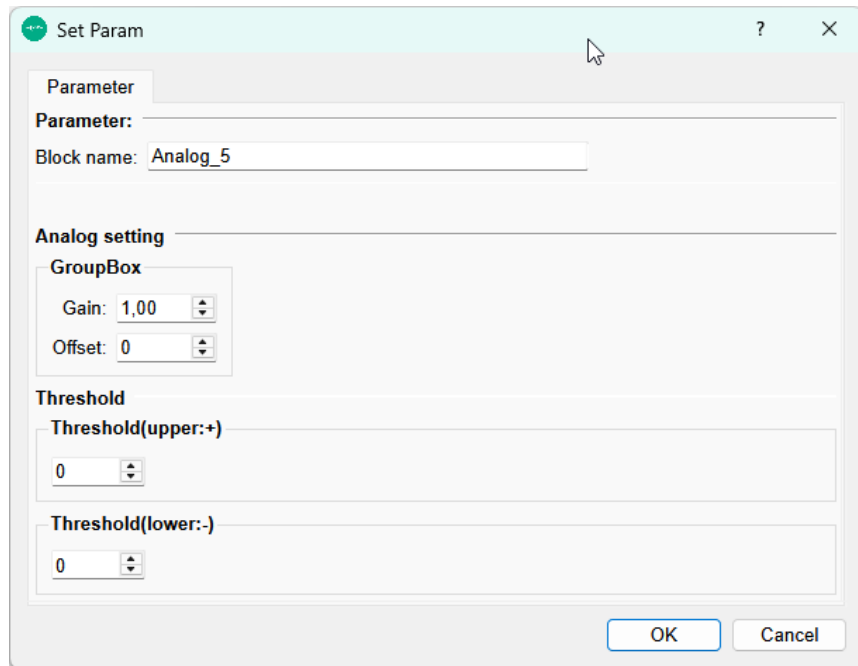 Set Param ?
Parameter
Parameter:
Block name: Analog_5
Analog setting
GroupBox
Gain: 1,00
Offset: 0
Threshold
Threshold(upper:+)
0
Threshold(lower:-)
0
OK Cancel